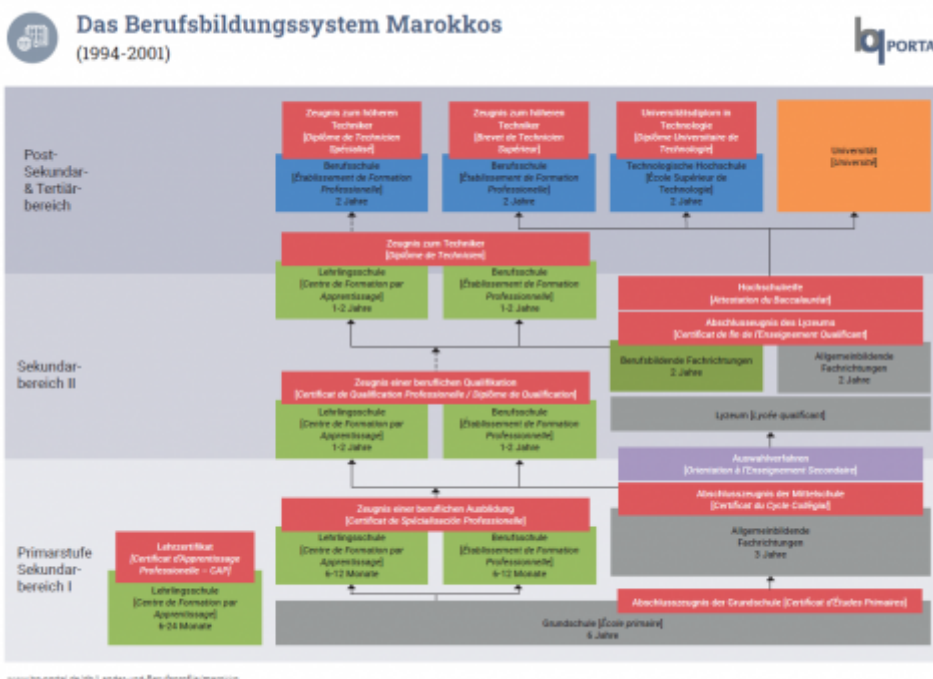 Das Berufsbildungssystem Marokkos
(1994-2001)
bq PORTA
Post-
Sekundar-
& Tertiär-
bereich
Zeugnis zum höheren
Techniker
[Diplôme de Technicien
Spécialisé]
Berufsschule
[Établissement de Formation
Professionelle]
2 Jahre
Zeugnis zum höheren
Techniker
[Brevet de Technicien
Supérieur]
Berufsschule
[Établissement de Formation
Professionelle]
2 Jahre
Universitätsdiplom in
Technologie
[Diplôme Universitaire de
Technologie]
Technologische Hochschule
[École Supérieure de
Technologie]
2 Jahre
Universität
[Université]
Zeugnis zum Techniker
[Diplôme de Technicien]
Lehrlingsschule
[Centre de Formation par
Apprentissage]
1-2 Jahre
Berufsschule
[Établissement de Formation
Professionnelle]
1-2 Jahre
Hochschulreife
[Attestation du Baccalauréat]
Abschlusszeugnis des Lyzeums
[Certificat de fin de l'Enseignement Qualifiant]
Berufsbildende Fachrichtungen
2 Jahre
Allgemeinbildende
Fachrichtungen
2 Jahre
Sekundar-
bereich II
Zeugnis einer beruflichen Qualifikation
[Certificat de Qualification Professionale / Diplôme de Qualification]
Lehrlingsschule
[Centre de Formation par
Apprentissage]
1-2 Jahre
Berufsschule
[Établissement de Formation
Professionnelle]
1-2 Jahre
Lyzeum [Lycée qualifiant]
Auswahlverfahren
[Orientation à l'Enseignement Secondaire]
Abschlusszeugnis der Mittelschule
[Certificat du Cycle Collégial]
Zeugnis einer beruflichen Ausbildung
[Certificat de Spécialisación Professionale]
Allgemeinbildende
Fachrichtungen
3 Jahre
Primarstufe
Sekundar-
bereich I
Lehrzertifikat
[Certificat d'Apprentissage
Professionale – CAP]
Lehrlingsschule
[Centre de Formation par
Apprentissage]
6-24 Monate
Lehrlingsschule
[Centre de Formation par
Apprentissage]
6-12 Monate
Berufsschule
[Établissement de Formation
Professionnelle]
6-12 Monate
Abschlusszeugnis der Grundschule [Certificat d'Études Primaires]
Grundschule [École primaire]
6 Jahre